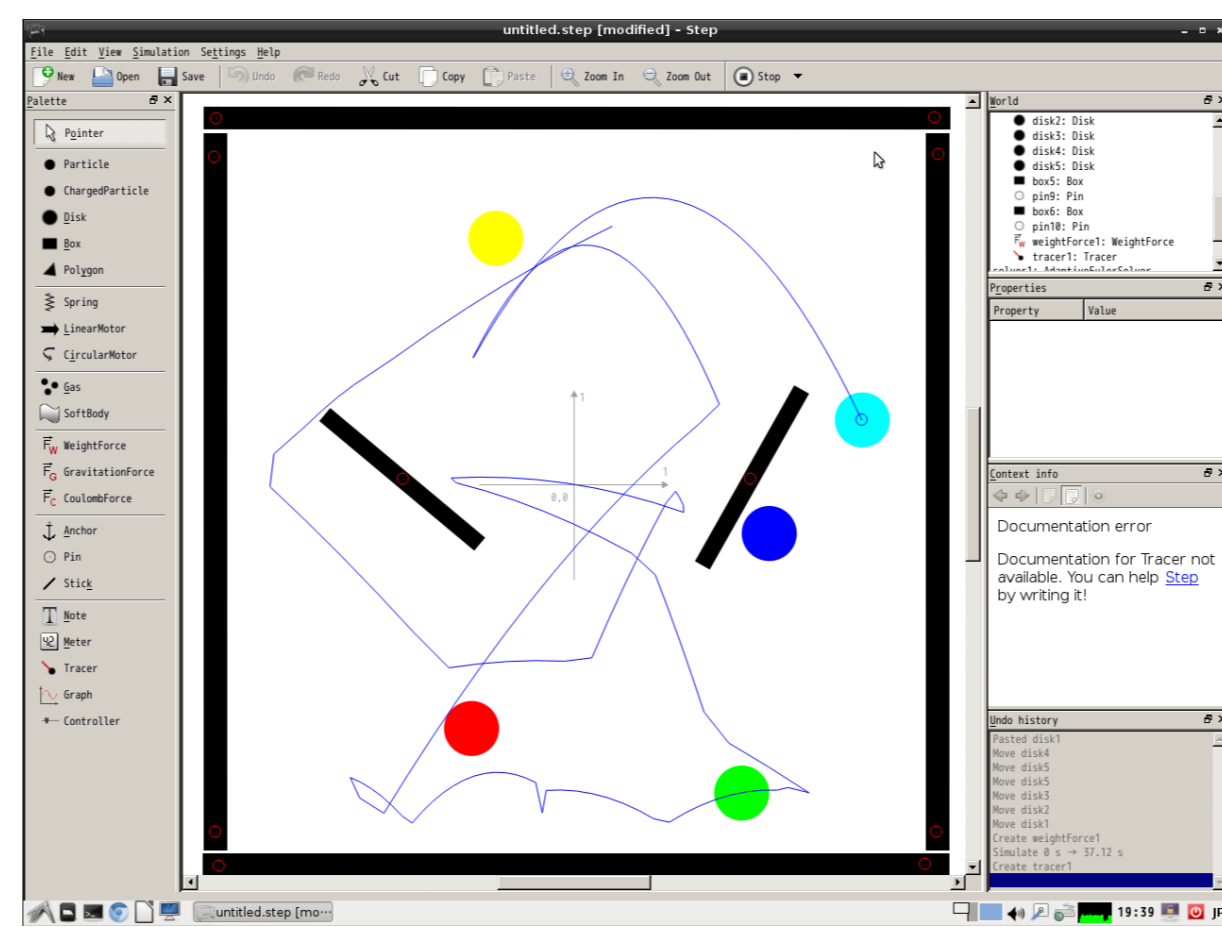 untitled.step [modified] - Step
File Edit View Simulation Settings Help
New Open Save Undo Redo Cut Copy Paste Zoom In Zoom Out Stop
Palette
Pointer
Particle
ChargedParticle
Disk
Box
Polygon
Spring
LinearMotor
CircularMotor
Gas
SoftBody
WeightForce
GravitationForce
CoulombForce
Anchor
Pin
Stick
Note
Meter
Tracer
Graph
Controller
1
1
0,0
World
disk2: Disk
disk3: Disk
disk4: Disk
disk5: Disk
box5: Box
pin9: Pin
box6: Box
pin10: Pin
weightForce1: WeightForce
tracer1: Tracer
solver1: AdaptiveEulerSolver
Properties
Property Value
Context info
Documentation error
Documentation for Tracer not
available. You can help Step
by writing it!
Undo history
Pasted disk1
Move disk4
Move disk5
Move disk5
Move disk3
Move disk2
Move disk1
Create weightForce1
Simulate 0 s → 37.12 s
Create tracer1
untitled.step [mo⋯
19:39
JP